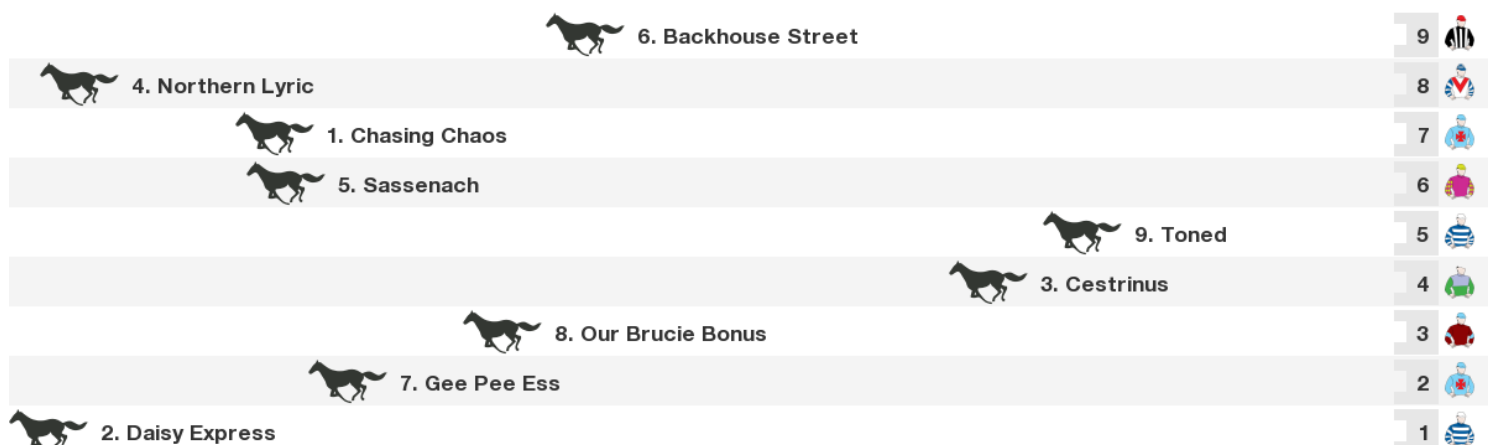 6. Backhouse Street 9
4. Northern Lyric 8
1. Chasing Chaos 7
5. Sassenach 6
9. Toned 5
3. Cestrinus 4
8. Our Brucie Bonus 3
7. Gee Pee Ess 2
2. Daisy Express 1